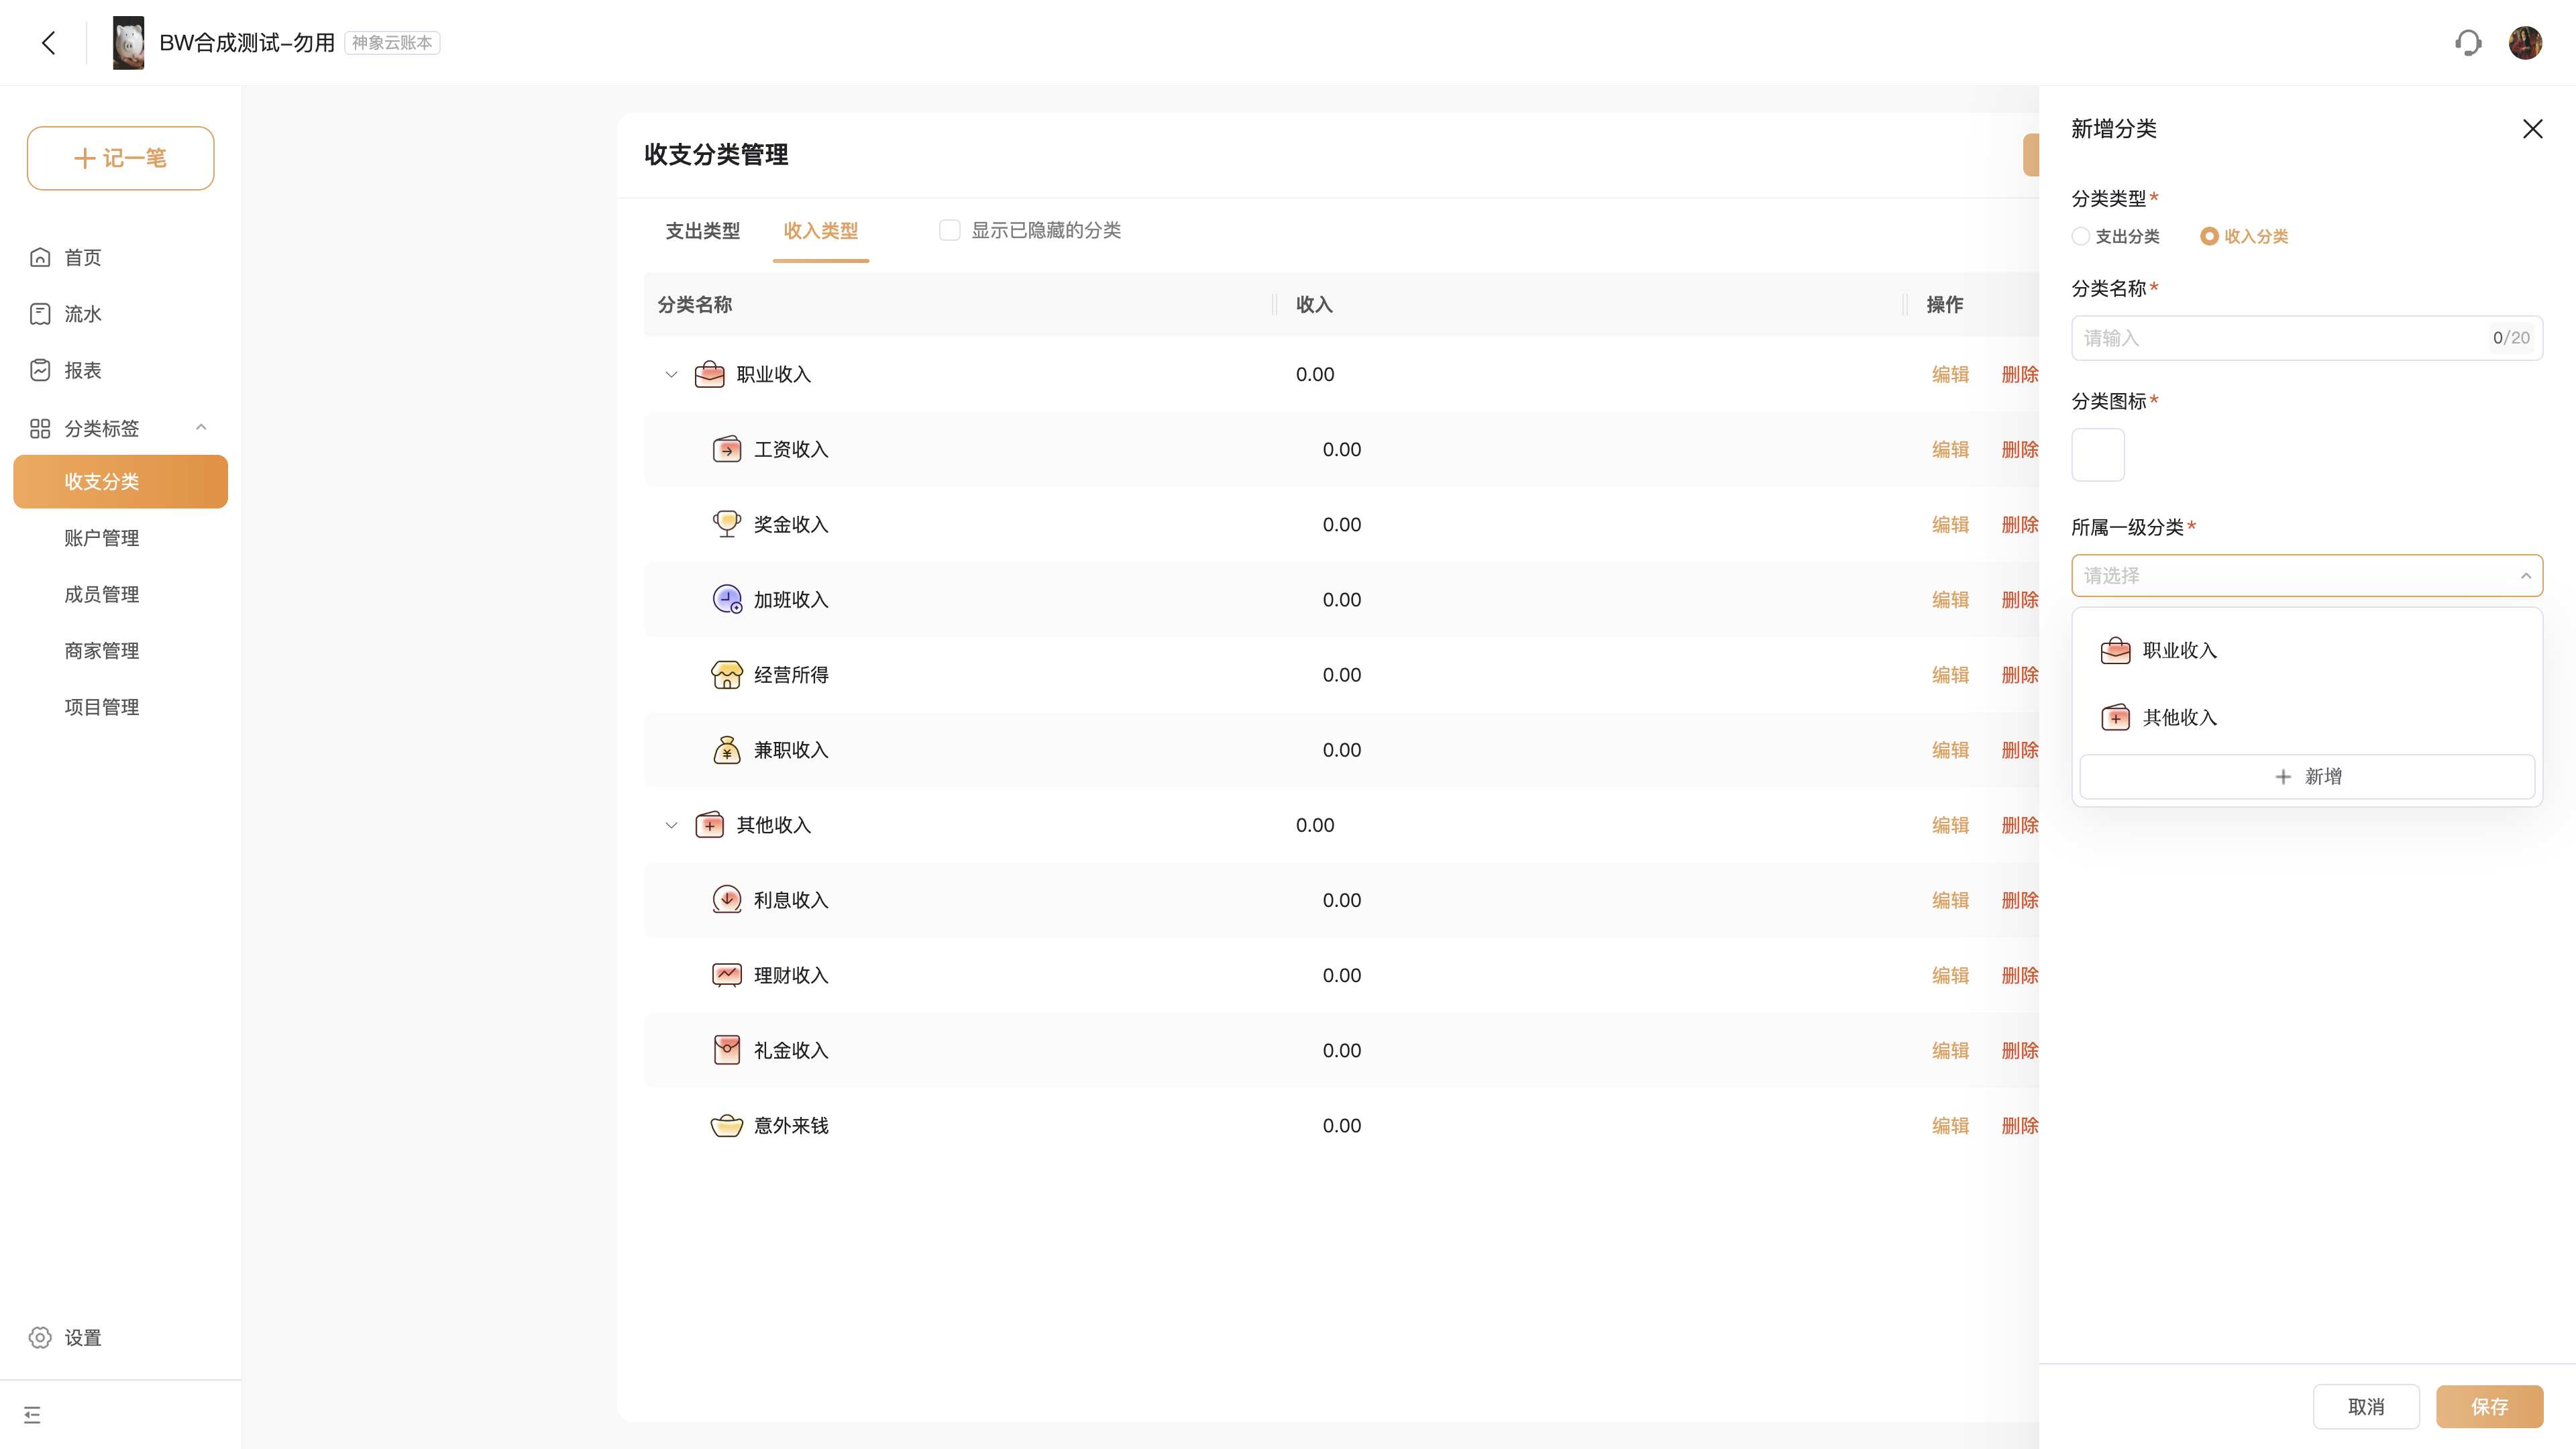 BW合成测试-勿用 神象云账本
记一笔
首页
流水
报表
分类标签
收支分类
账户管理
成员管理
商家管理
项目管理
设置
收支分类管理
支出类型 收入类型 显示已隐藏的分类
分类名称 收入 操作
职业收入 0.00 编辑 删除
工资收入 0.00 编辑 删除
奖金收入 0.00 编辑 删除
加班收入 0.00 编辑 删除
经营所得 0.00 编辑 删除
兼职收入 0.00 编辑 删除
其他收入 0.00 编辑 删除
利息收入 0.00 编辑 删除
理财收入 0.00 编辑 删除
礼金收入 0.00 编辑 删除
意外来钱 0.00 编辑 删除
新增分类
分类类型*
支出分类 收入分类
分类名称*
请输入 0/20
分类图标*
所属一级分类*
请选择
职业收入
其他收入
新增
取消 保存